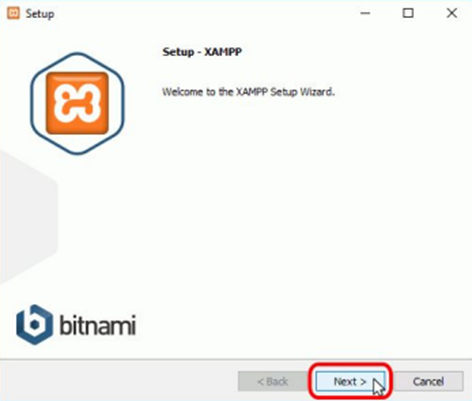 Setup
Setup - XAMPP
Welcome to the XAMPP Setup Wizard.
bitnami
< Back Next > Cancel